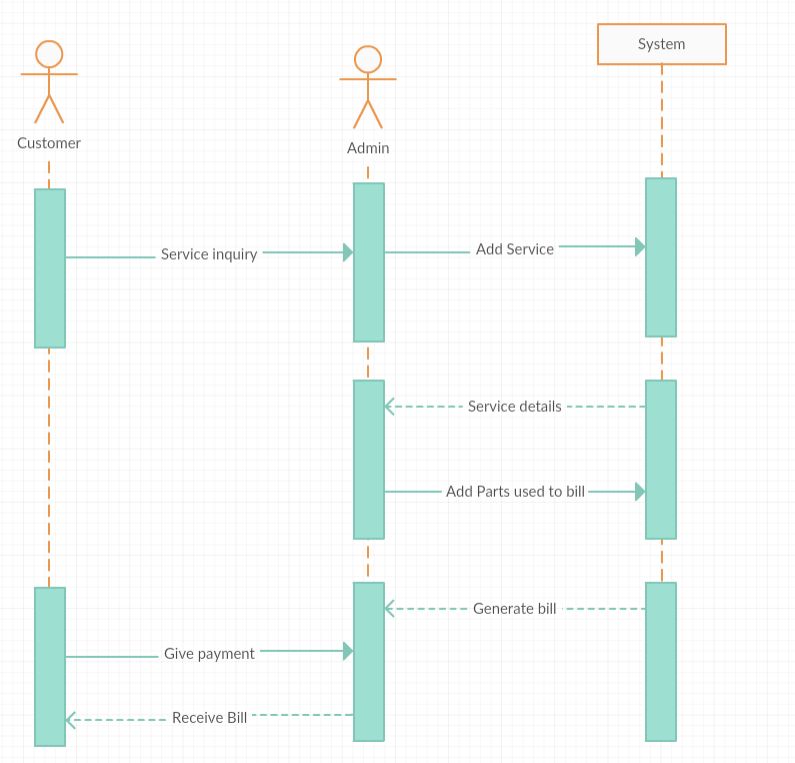 System
Customer
Admin
Service inquiry
Add Service
Service details
Add Parts used to bill
Generate bill
Give payment
Receive Bill